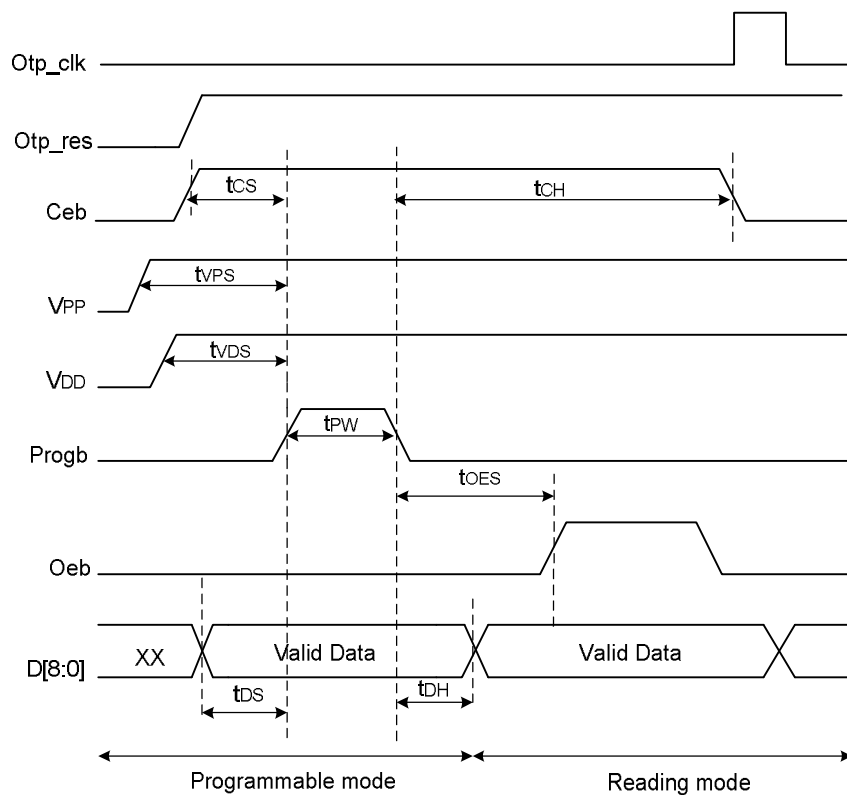 Otp_clk
Otp_res
Ceb
tCS
tCH
VPP
tVPS
VDD
tVDS
Progb
tPW
tOES
Oeb
D[8:0]
XX
Valid Data
Valid Data
tDS
tDH
Programmable mode
Reading mode